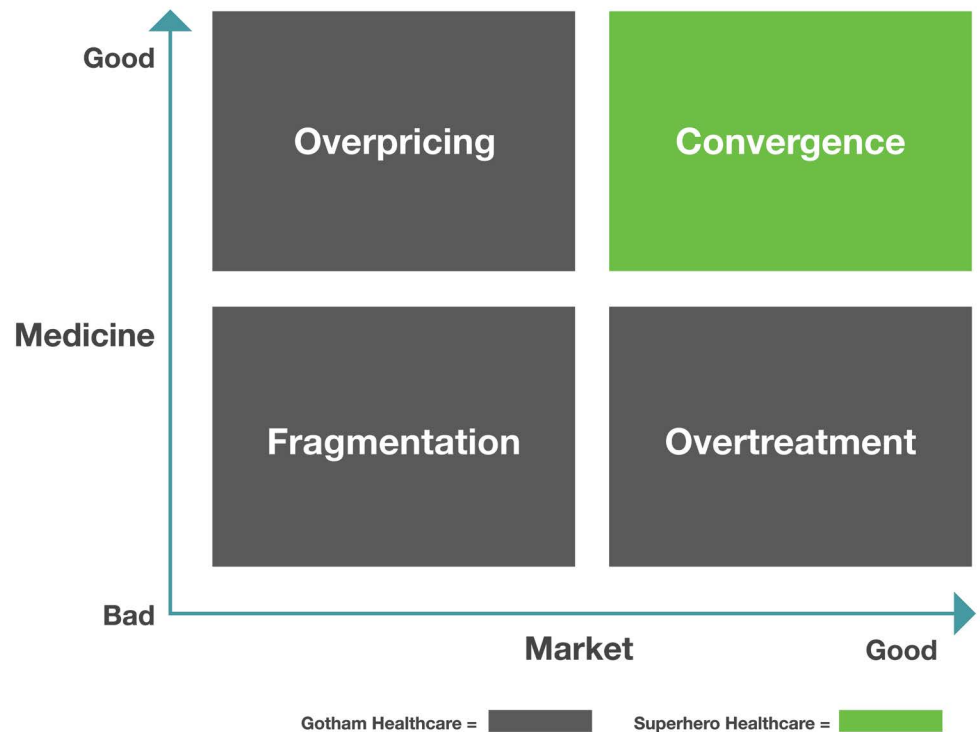 Good
Overpricing
Convergence
Medicine
Fragmentation
Overtreatment
Bad
Market
Good
Gotham Healthcare =
Superhero Healthcare =